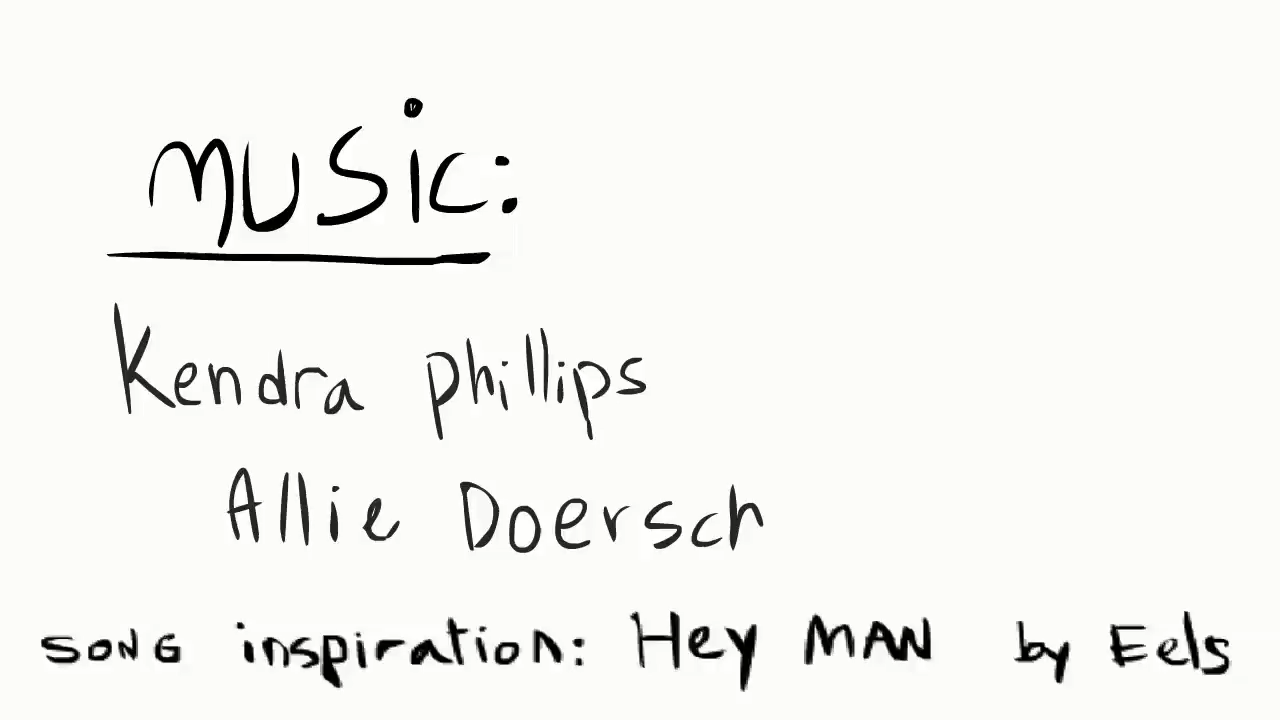 MUSiC:
Kendra phillips
Allie Doersch
SONG inspiration: Hey MAN by Eels